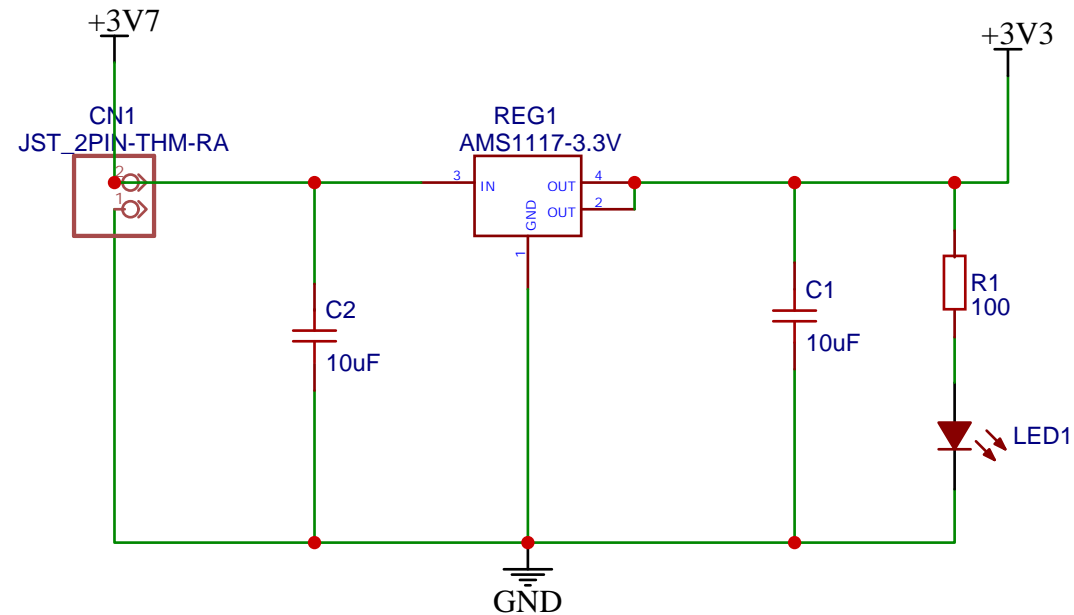 +3V7
+3V3
CN1
JST_2PIN-THM-RA
2
1
REG1
AMS1117-3.3V
3
IN
OUT
4
OUT
2
GND
1
C2
10uF
C1
10uF
R1
100
LED1
GND